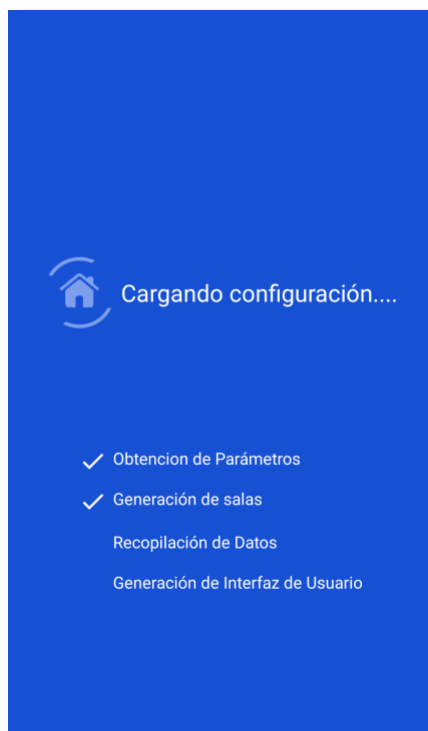 Cargando configuración....
Obtencion de Parámetros
Generación de salas
Recopilación de Datos
Generación de Interfaz de Usuario